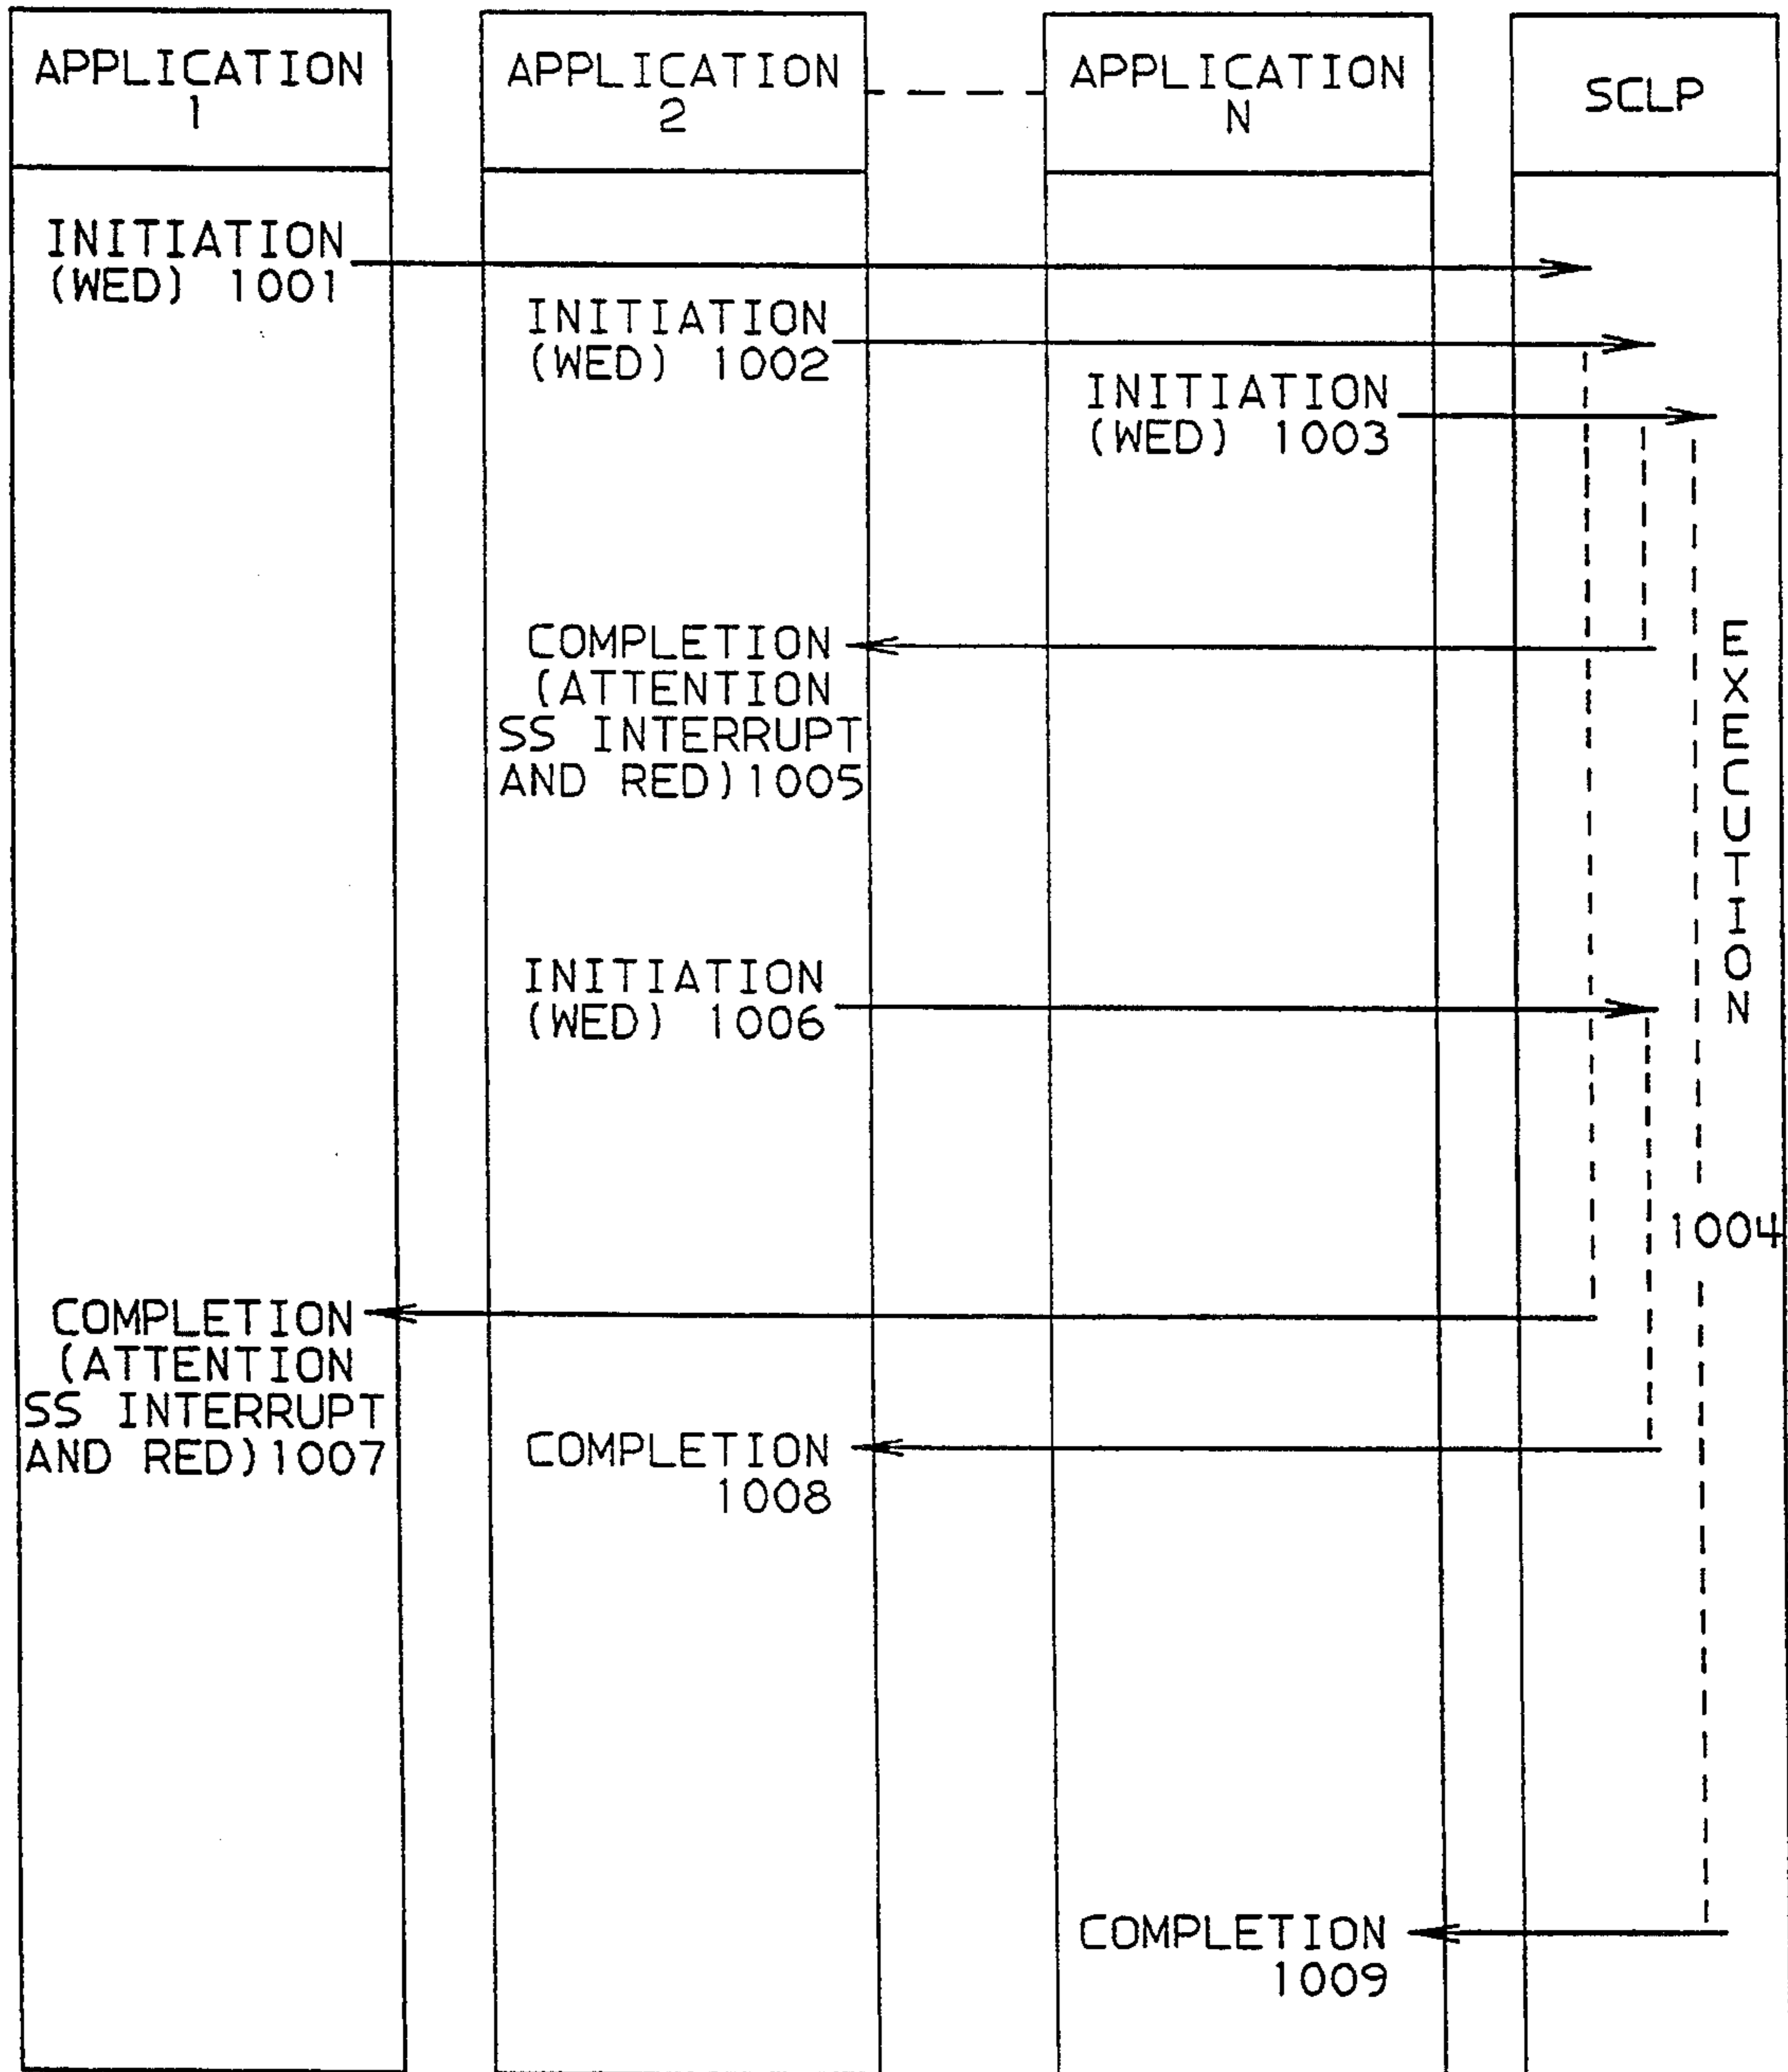 APPLICATION
1
APPLICATION
2
APPLICATION
N
SCLP
INITIATION
(WED) 1001
INITIATION
(WED) 1002
INITIATION
(WED) 1003
COMPLETION
(ATTENTION
SS INTERRUPT
AND RED)1005
EXECUTION
INITIATION
(WED) 1006
1004
COMPLETION
(ATTENTION
SS INTERRUPT
AND RED)1007
COMPLETION
1008
COMPLETION
1009